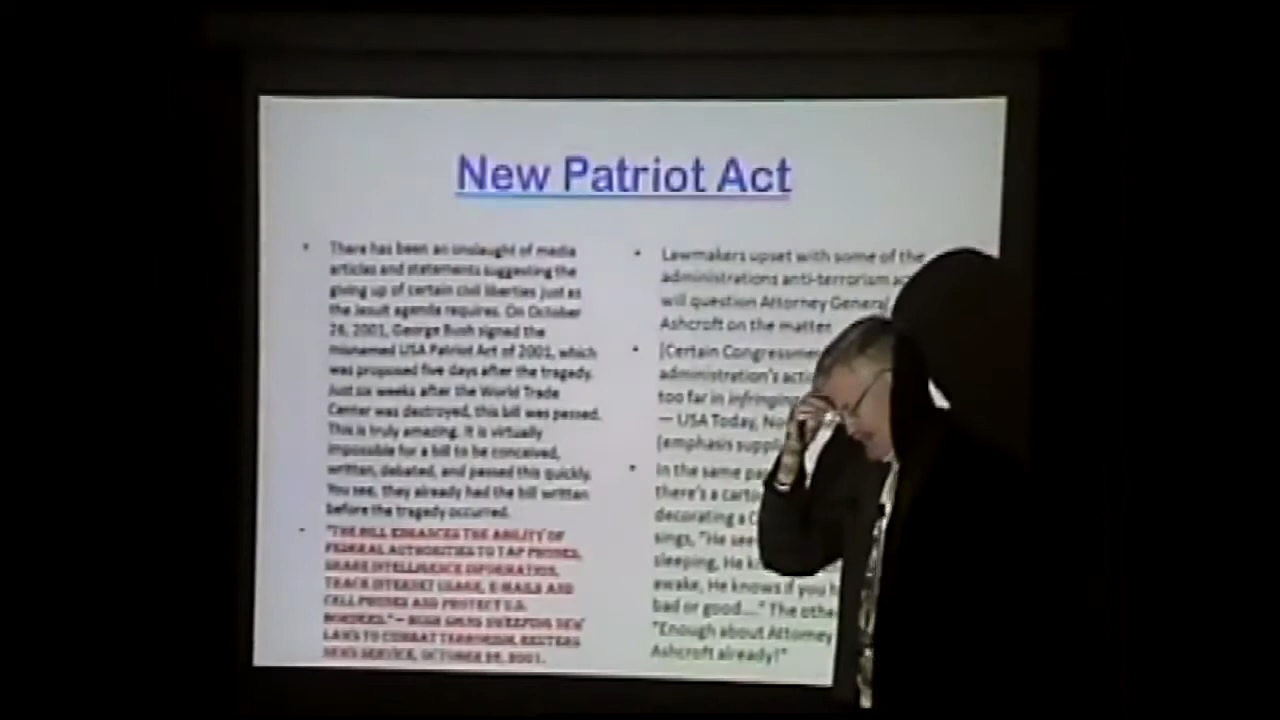 New Patriot Act
• There has been an onslaught of media
articles and statements suggesting the
giving up of certain civil liberties just as
the Jesuit agenda requires. On October
26, 2001, George Bush signed the
misnamed USA Patriot Act of 2001, which
was proposed five days after the tragedy.
Just six weeks after the World Trade
Center was destroyed, this bill was passed.
This is truly amazing. It is virtually
impossible for a bill to be conceived,
written, debated, and passed this quickly.
You see, they already had the bill written
before the tragedy occurred.
• "THE BILL ENHANCES THE ABILITY OF
FEDERAL AUTHORITIES TO TAP PHONES,
SHARE INTELLIGENCE INFORMATION,
TRACK INTERNET USAGE, E-MAILS AND
CELL PHONES AND PROTECT U.S.
BORDERS." – BUSH SIGNS SWEEPING NEW
LAWS TO COMBAT TERRORISM, REUTERS
NEWS SERVICE, OCTOBER 26, 2001.
• Lawmakers upset with some of the
administrations anti-terrorism
will question Attorney General
Ashcroft on the matter
• [Certain Congressmen
administration's
too far in infringing
— USA Today,
[emphasis
• In the same
there's a
decorating a
sings, "He
sleeping, He
awake, He knows if you
bad or good...." The
"Enough about Attorney
Ashcroft already!"